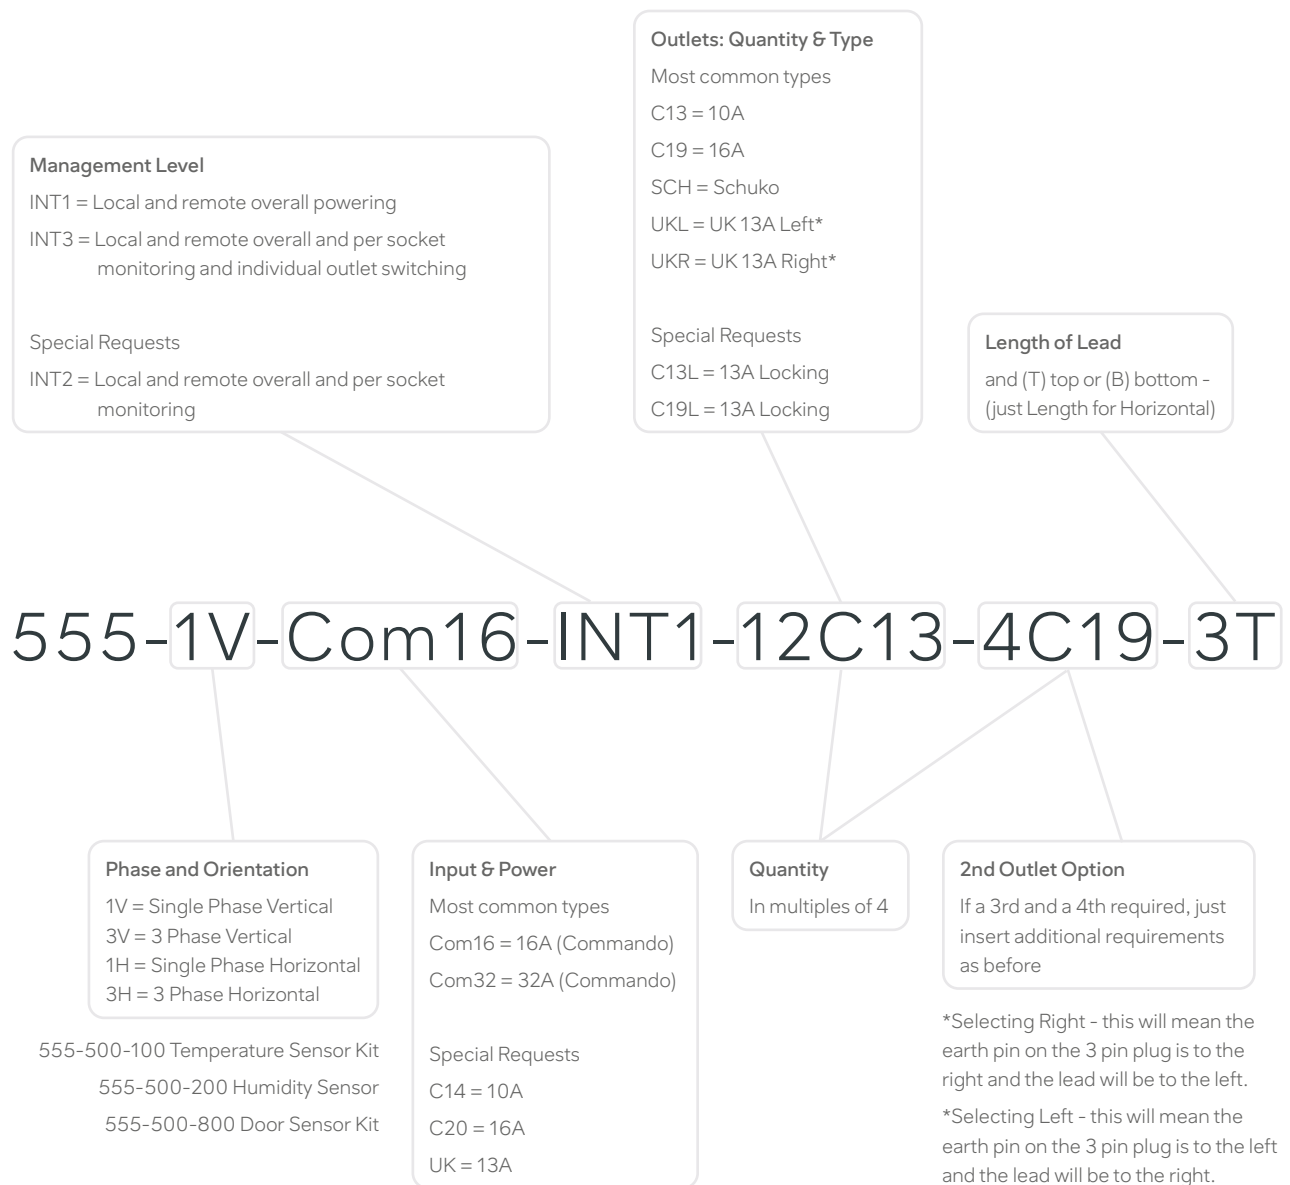 Outlets: Quantity & Type
Most common types
C13 = 10A
C19 = 16A
SCH = Schuko
UKL = UK 13A Left*
UKR = UK 13A Right*
Special Requests
C13L = 13A Locking
C19L = 13A Locking
Management Level
INT1 = Local and remote overall powering
INT3 = Local and remote overall and per socket
monitoring and individual outlet switching
Special Requests
INT2 = Local and remote overall and per socket
monitoring
Length of Lead
and (T) top or (B) bottom -
(just Length for Horizontal)
555-1V-Com16-INT1-12C13-4C19-3T
Phase and Orientation
1V = Single Phase Vertical
3V = 3 Phase Vertical
1H = Single Phase Horizontal
3H = 3 Phase Horizontal
555-500-100 Temperature Sensor Kit
555-500-200 Humidity Sensor
555-500-800 Door Sensor Kit
Input & Power
Most common types
Com16 = 16A (Commando)
Com32 = 32A (Commando)
Special Requests
C14 = 10A
C20 = 16A
UK = 13A
Quantity
In multiples of 4
2nd Outlet Option
If a 3rd and a 4th required, just
insert additional requirements
as before
*Selecting Right - this will mean the
earth pin on the 3 pin plug is to the
right and the lead will be to the left.
*Selecting Left - this will mean the
earth pin on the 3 pin plug is to the left
and the lead will be to the right.